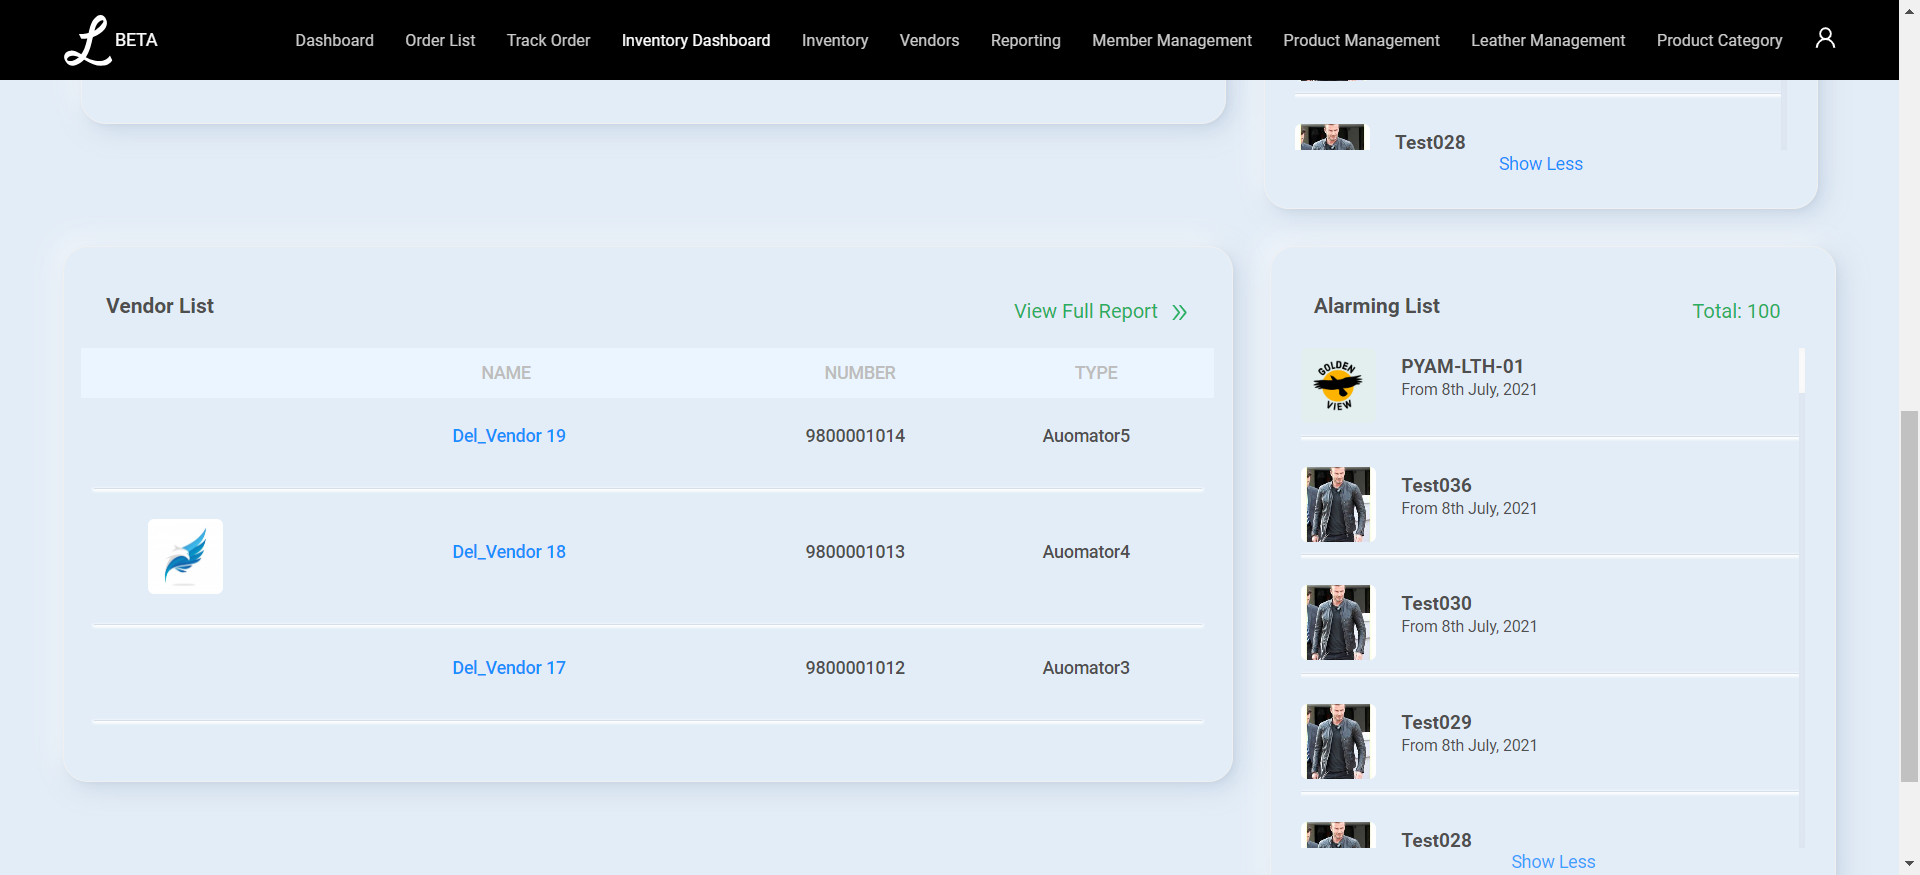 BETA
Dashboard Order List Track Order Inventory Dashboard Inventory Vendors Reporting Member Management Product Management Leather Management Product Category
Test028
Show Less
Vendor List
View Full Report
NAME NUMBER TYPE
Del_Vendor 19 9800001014 Auomator5
Del_Vendor 18 9800001013 Auomator4
Del_Vendor 17 9800001012 Auomator3
Alarming List
Total: 100
GOLDEN
VIEW
PYAM-LTH-01
From 8th July, 2021
Test036
From 8th July, 2021
Test030
From 8th July, 2021
Test029
From 8th July, 2021
Test028
Show Less